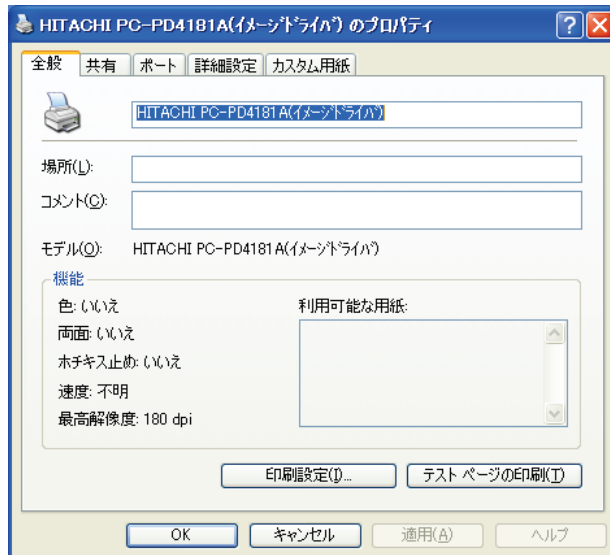 HITACHI PC-PD4181A(ｲﾒｰｼﾞﾄﾞﾗｲﾊﾞ) のプロパティ
全般 共有 ポート 詳細設定 カスタム用紙
HITACHI PC-PD4181A(ｲﾒｰｼﾞﾄﾞﾗｲﾊﾞ)
場所(L):
コメント(C):
モデル(O): HITACHI PC-PD4181A(ｲﾒｰｼﾞﾄﾞﾗｲﾊﾞ)
機能
色: いいえ 利用可能な用紙:
両面: いいえ
ホチキス止め: いいえ
速度: 不明
最高解像度: 180 dpi
印刷設定(I)... テスト ページの印刷(T)
OK キャンセル 適用(A) ヘルプ